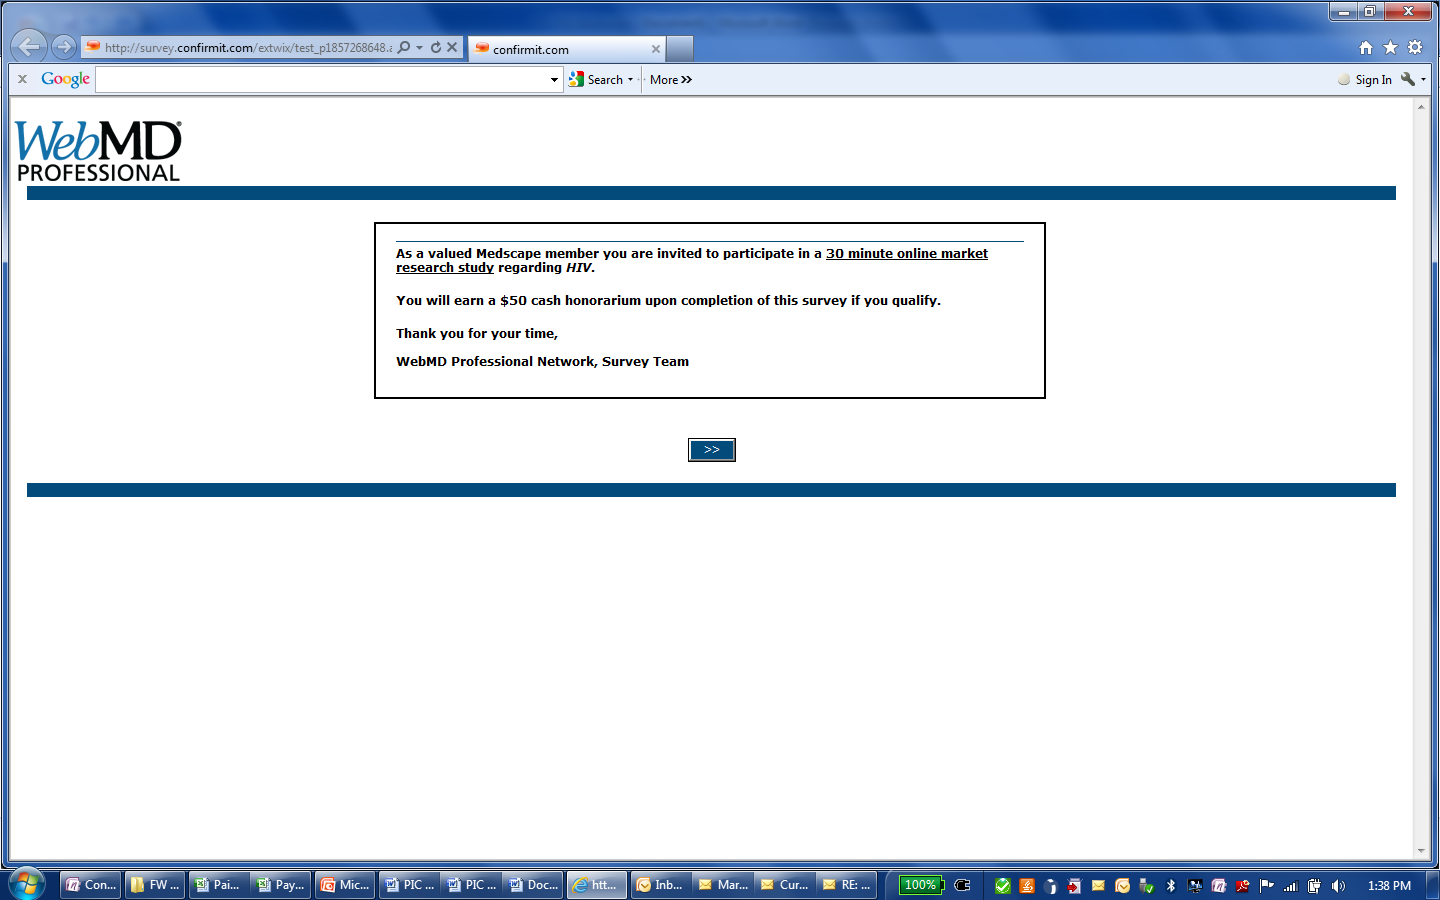 http://survey.confirmit.com/extwix/test_p1857268648.a
confirmit.com
Google
Search
More
Sign In
WebMD®
PROFESSIONAL
As a valued Medscape member you are invited to participate in a 30 minute online market
research study regarding HIV.
You will earn a $50 cash honorarium upon completion of this survey if you qualify.
Thank you for your time,
WebMD Professional Network, Survey Team
>>
Con... FW ... Pai... Pay... Mic... PIC ... PIC ... Doc... htt... Inb... Mar... Cur... RE: ... 100% 1:38 PM